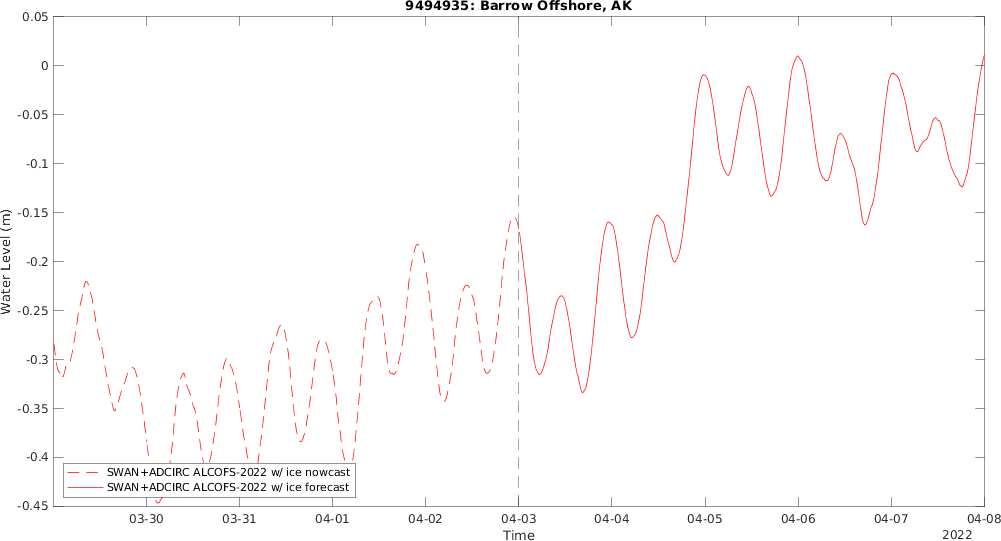 9494935: Barrow Offshore, AK
0.05
0
-0.05
-0.1
-0.15
-0.2
-0.25
-0.3
-0.35
-0.4
-0.45
Water Level (m)
SWAN+ADCIRC ALCOFS-2022 w/ ice nowcast
SWAN+ADCIRC ALCOFS-2022 w/ ice forecast
03-30 03-31 04-01 04-02 04-03 04-04 04-05 04-06 04-07 04-08
Time
2022